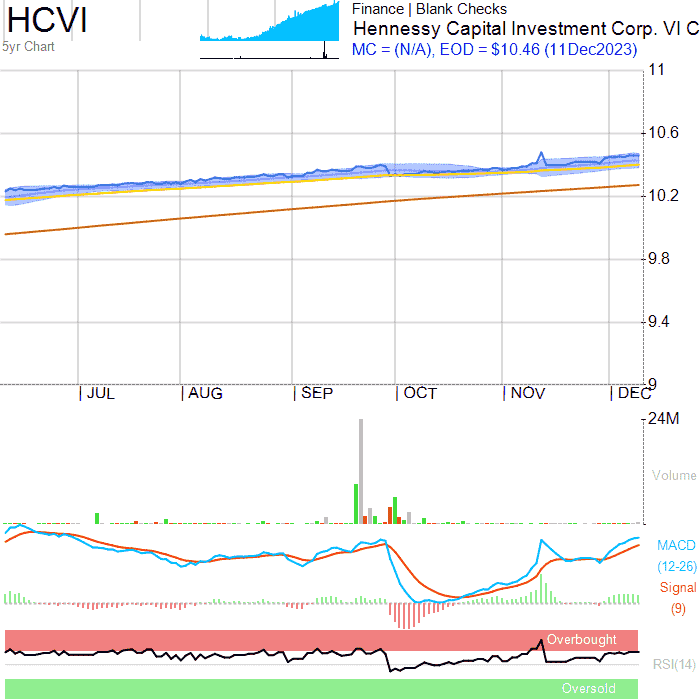 HCVI
5yr Chart
Finance | Blank Checks
Hennessy Capital Investment Corp. VI C
MC = (N/A), EOD = $10.46 (11Dec2023)
11
10.6
10.2
9.8
9.4
9
| JUL | AUG | SEP | OCT | NOV | DEC
24M
Volume
MACD
(12-26)
Signal
(9)
Overbought
RSI(14)
Oversold